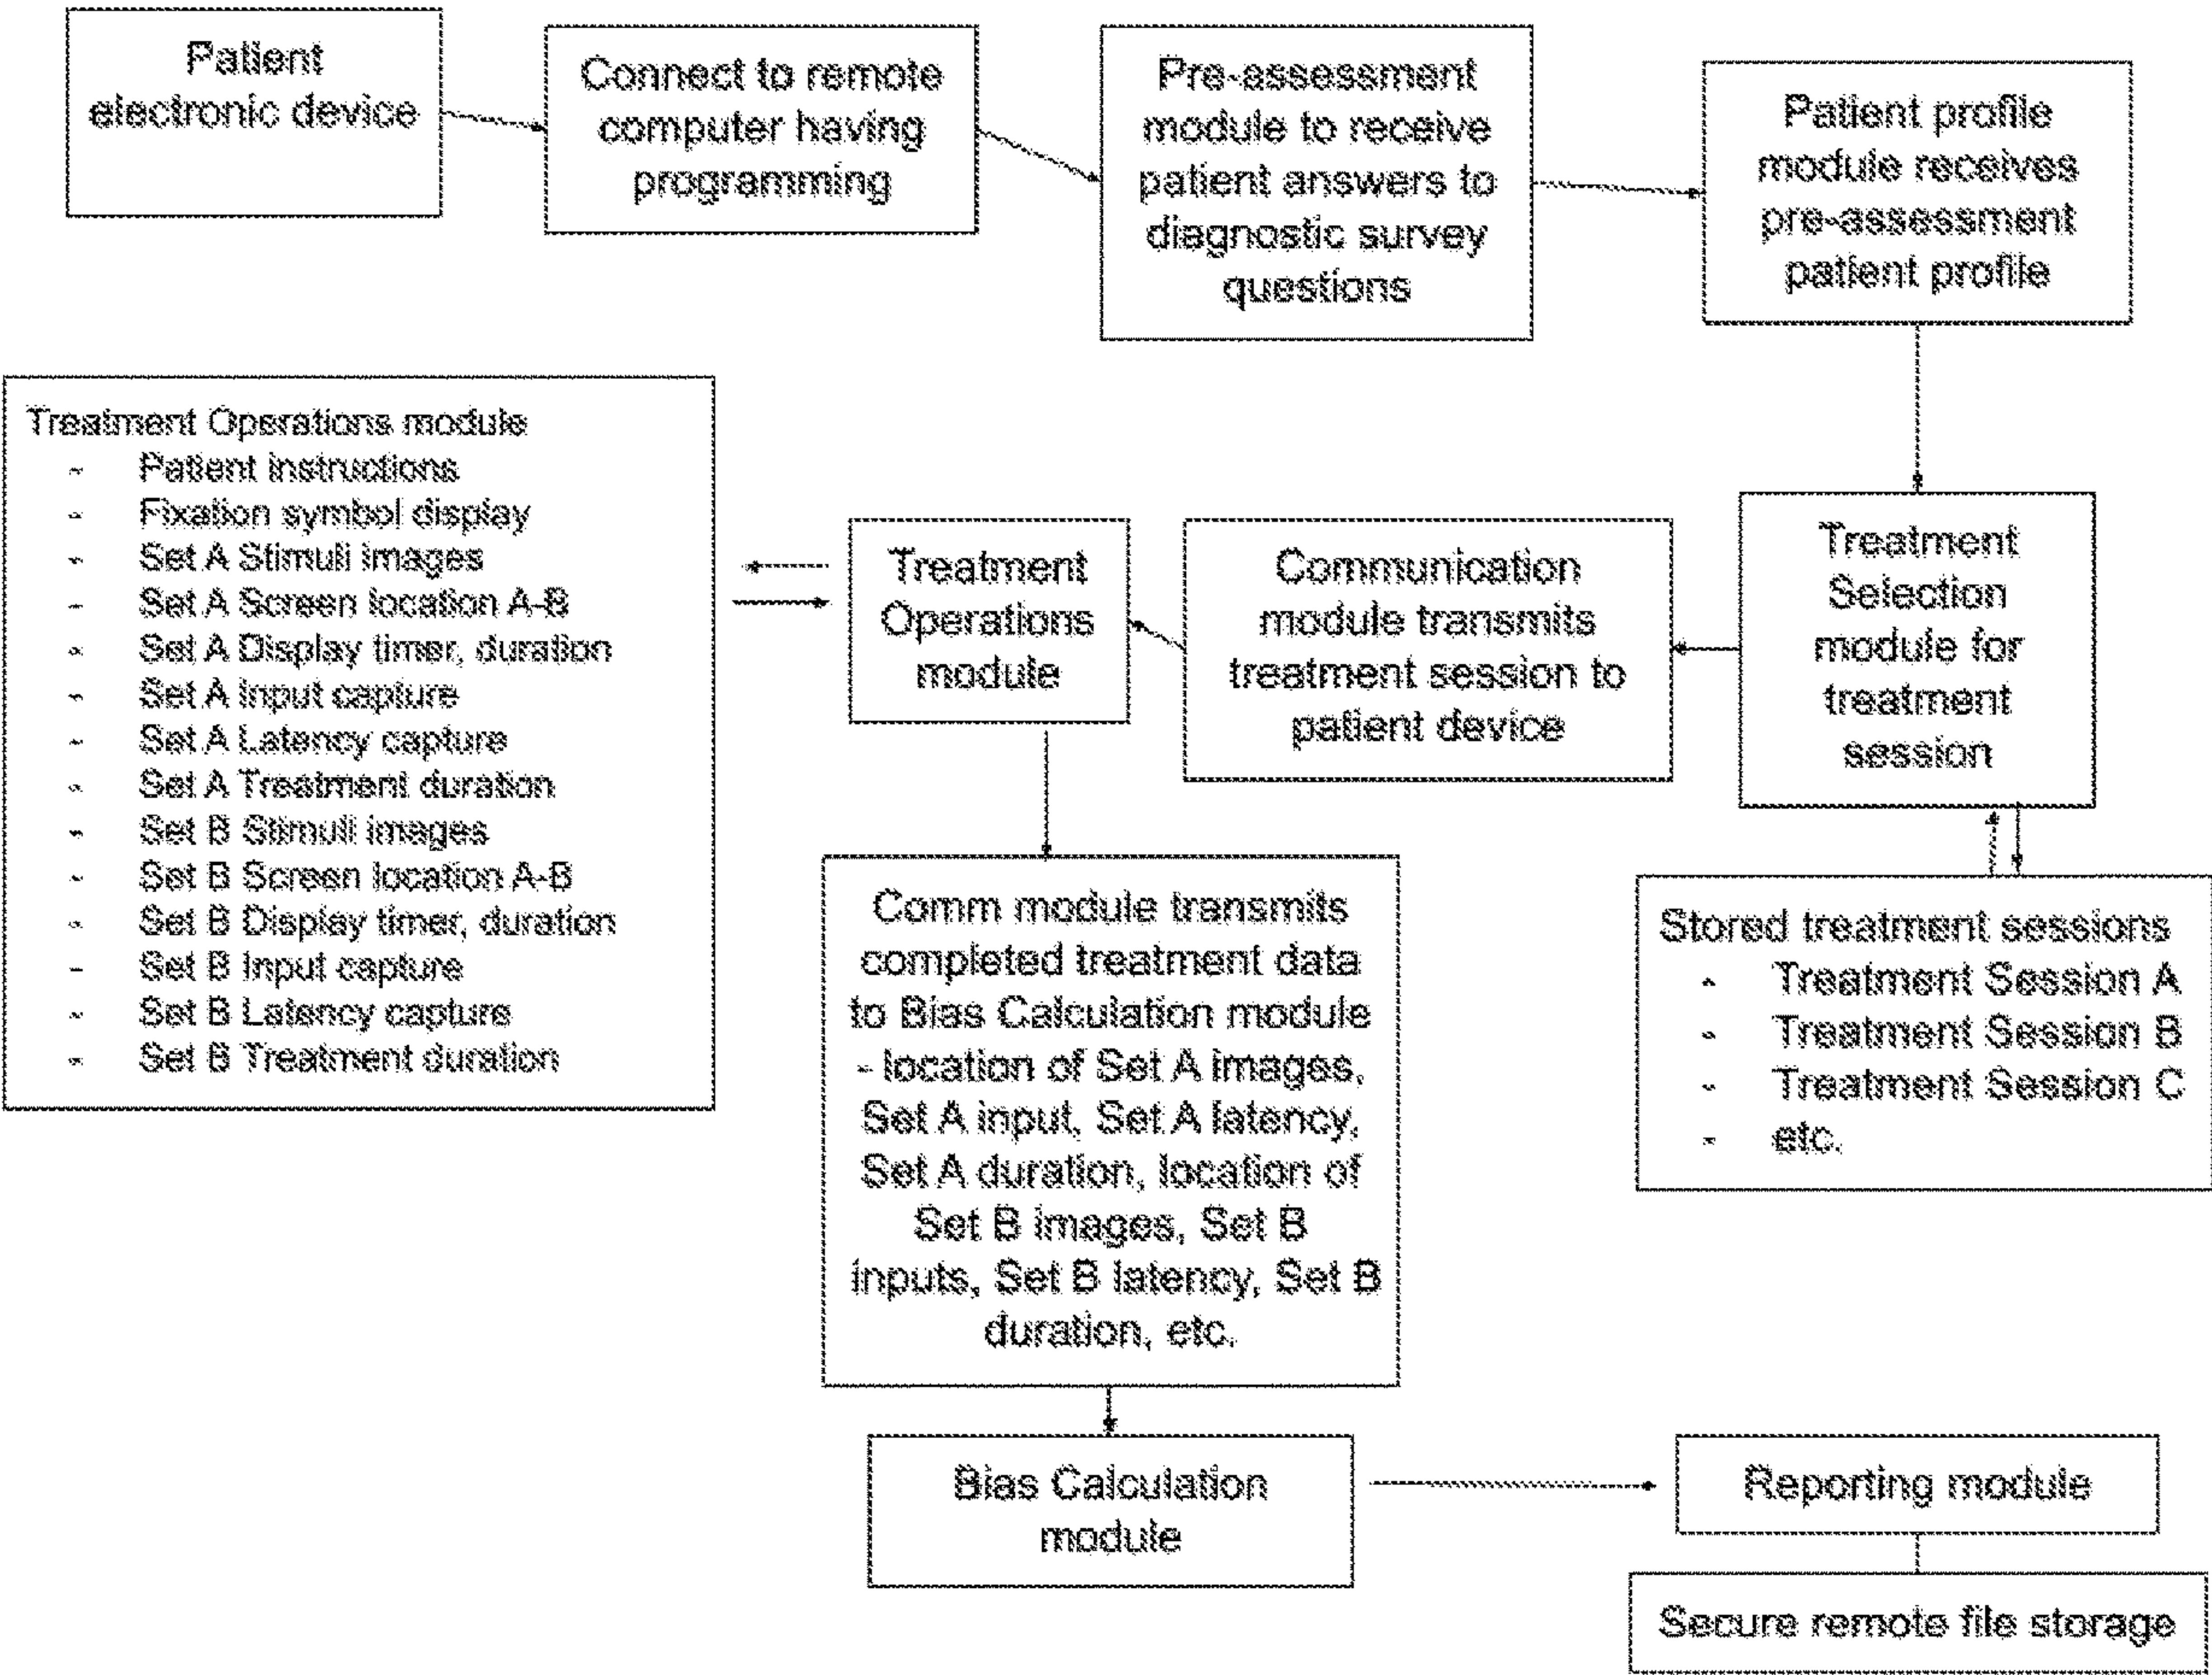 Patient
electronic device
Connect to remote
computer having
programming
Pre-assessment
module to receive
patient answers to
diagnostic survey
questions
Patient profile
module receives
pre-assessment
patient profile
Treatment Operations module
- Patient instructions
- Fixation symbol display
- Set A Stimuli images
- Set A Screen location A-B
- Set A Display timer, duration
- Set A Input capture
- Set A Latency capture
- Set A Treatment duration
- Set B Stimuli images
- Set B Screen location A-B
- Set B Display timer, duration
- Set B Input capture
- Set B Latency capture
- Set B Treatment duration
Treatment
Operations
module
Communication
module transmits
treatment session to
patient device
Treatment
Selection
module for
treatment
session
Stored treatment sessions
- Treatment Session A
- Treatment Session B
- Treatment Session C
- etc.
Comm module transmits
completed treatment data
to Bias Calculation module
- location of Set A images,
Set A input, Set A latency,
Set A duration, location of
Set B images, Set B
inputs, Set B latency, Set B
duration, etc.
Bias Calculation
module
Reporting module
Secure remote file storage